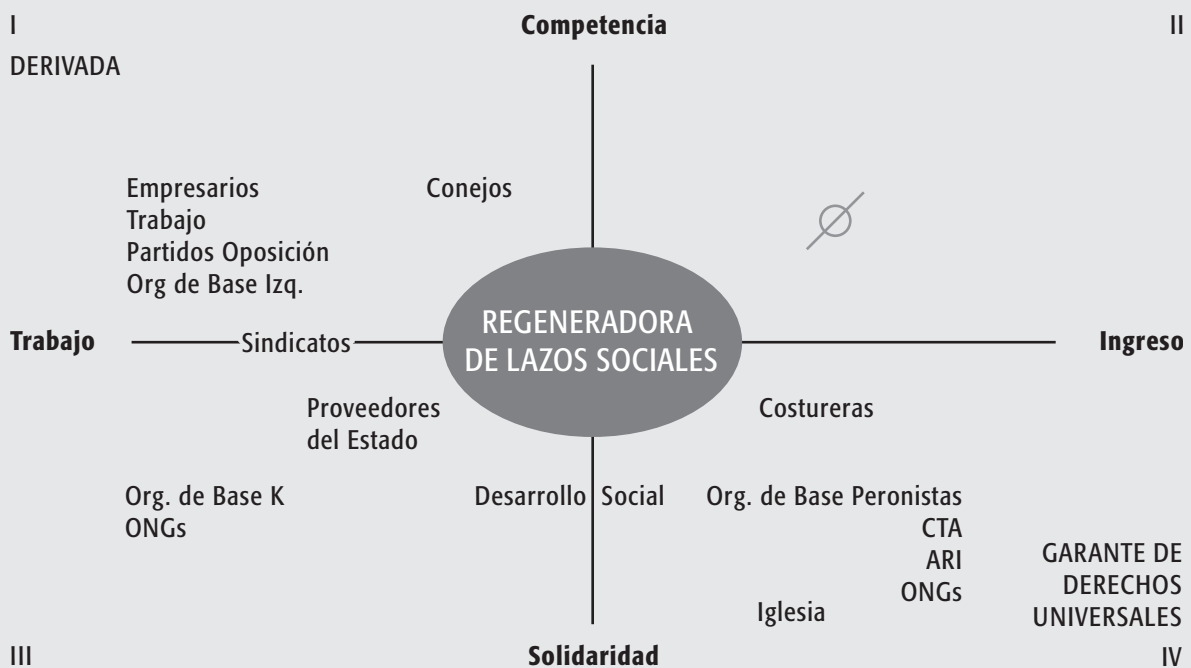 I
Competencia
II
DERIVADA
Empresarios
Trabajo
Partidos Oposición
Org de Base Izq.
Conejos
REGENERADORA
DE LAZOS SOCIALES
Trabajo
Sindicatos
Ingreso
Proveedores
del Estado
Costureras
Org. de Base K
ONGs
Desarrollo Social
Org. de Base Peronistas
CTA
ARI
ONGs
Iglesia
GARANTE DE
DERECHOS
UNIVERSALES
III
Solidaridad
IV